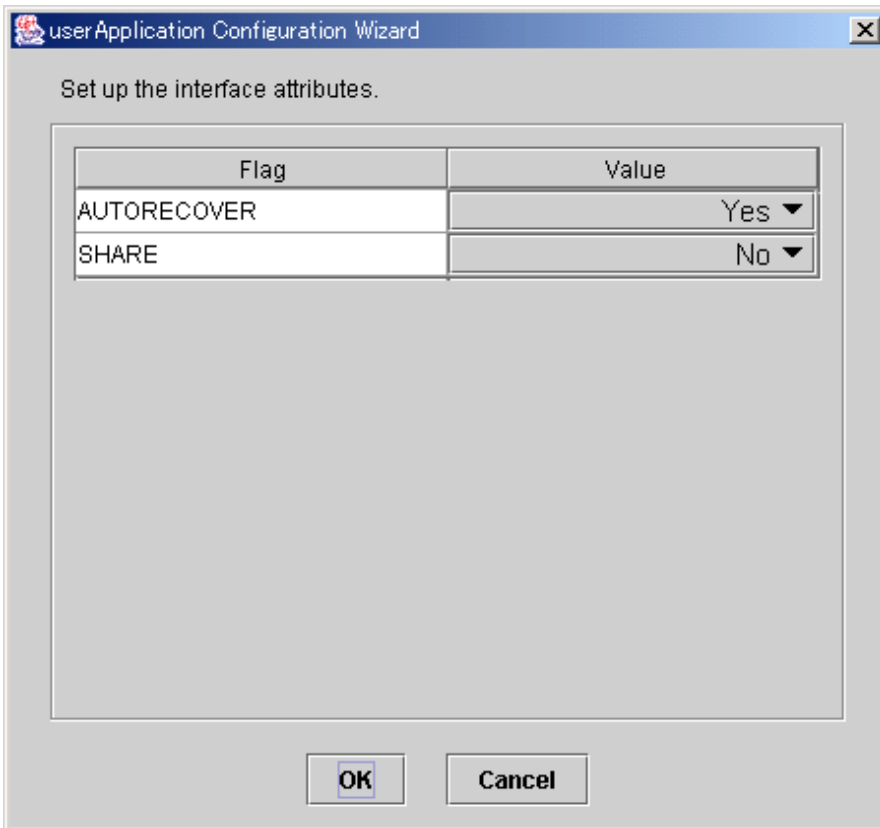 userApplication Configuration Wizard
Set up the interface attributes.
Flag Value
AUTORECOVER Yes
SHARE No
OK Cancel